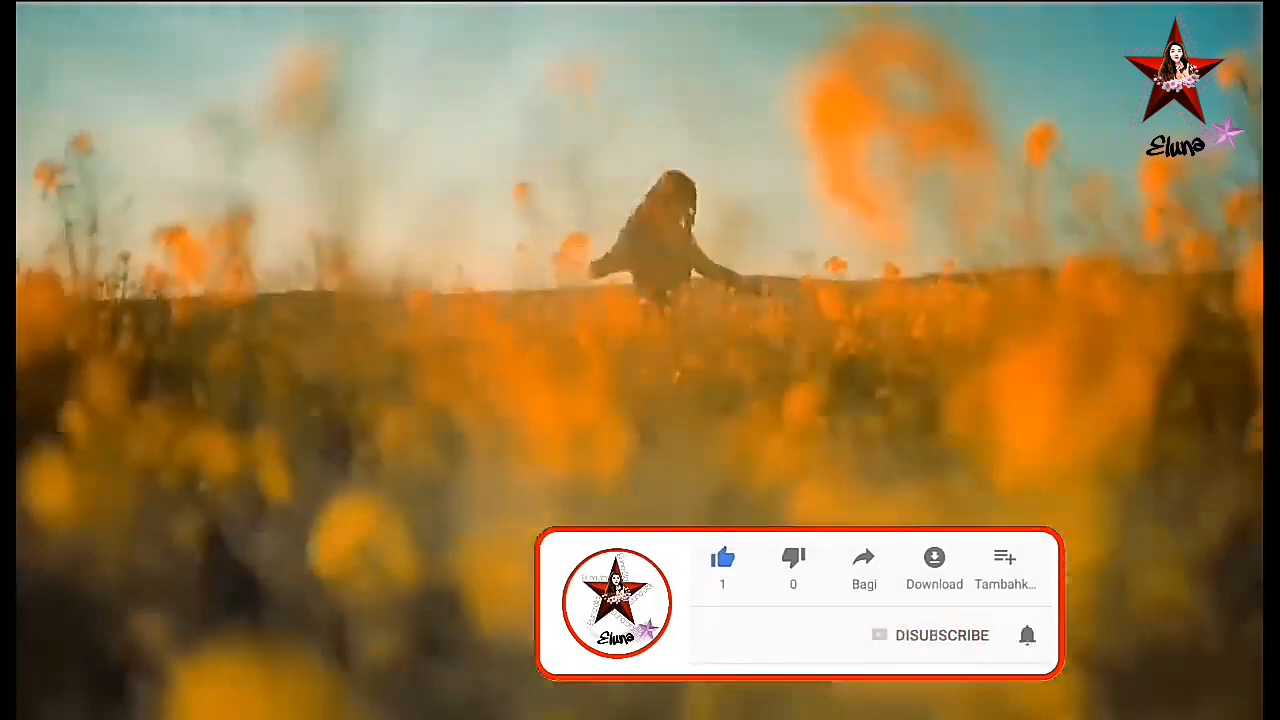 Eluna
1
0
Bagi
Download
Tambahk...
DISUBSCRIBE
Eluna